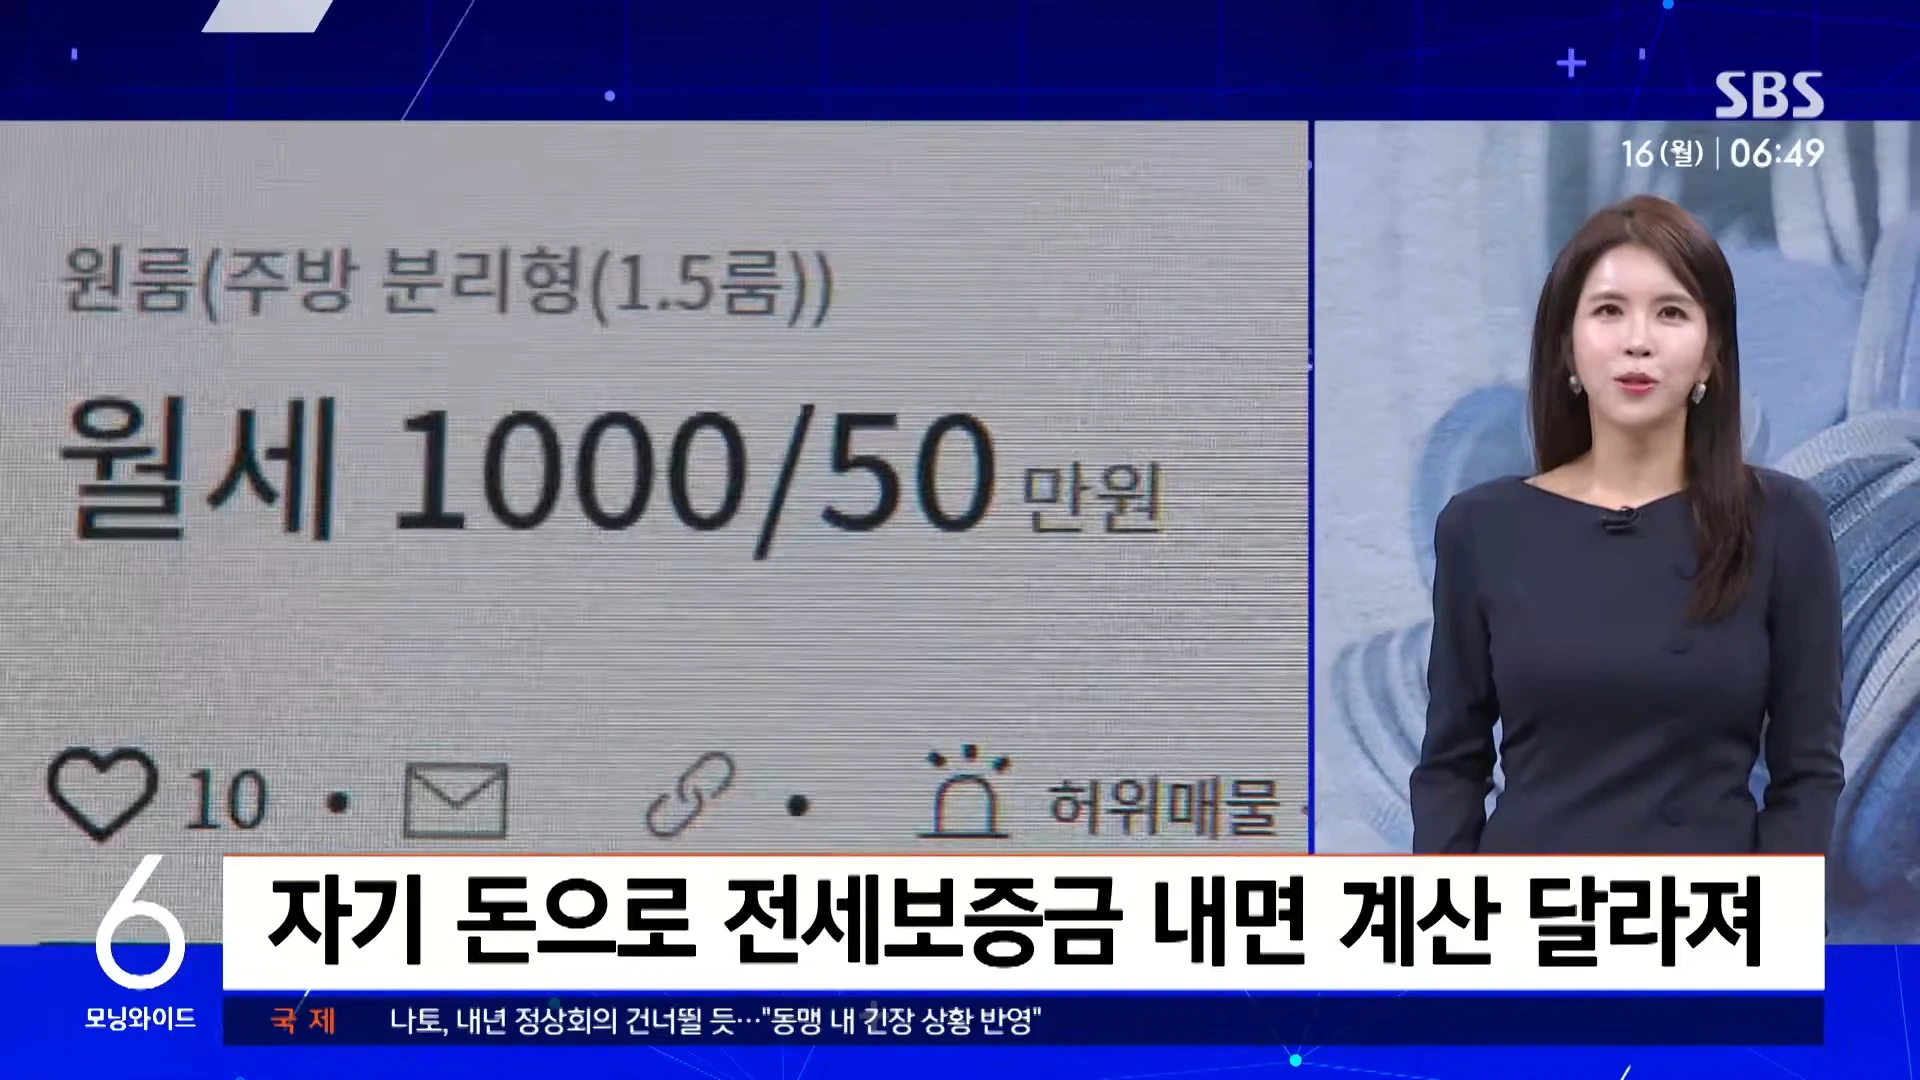 SBS
16(월) | 06:49
원룸(주방 분리형(1.5룸))
월세 1000/50 만원
10 • • 허위매물
6 자기 돈으로 전세보증금 내면 계산 달라져
모닝와이드
국제 나토, 내년 정상회의 건너뛸 듯…"동맹 내 긴장 상황 반영"